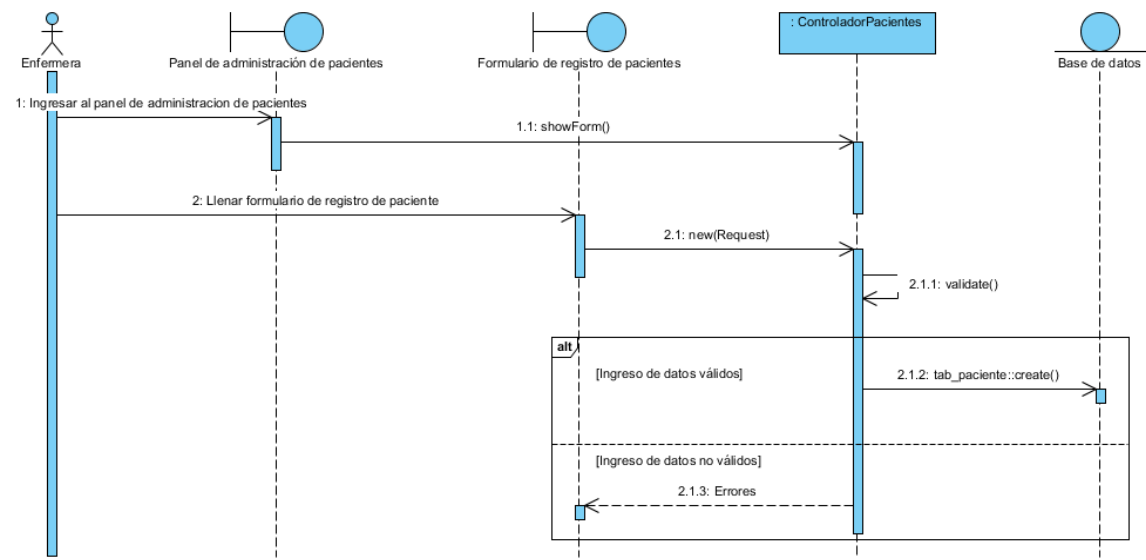 : ControladorPacientes
Enfermera
Panel de administración de pacientes
Formulario de registro de pacientes
Base de datos
1: Ingresar al panel de administracion de pacientes
1.1: showForm()
2: Llenar formulario de registro de paciente
2.1: new(Request)
2.1.1: validate()
alt
[Ingreso de datos válidos]
2.1.2: tab_paciente::create()
[Ingreso de datos no válidos]
2.1.3: Errores